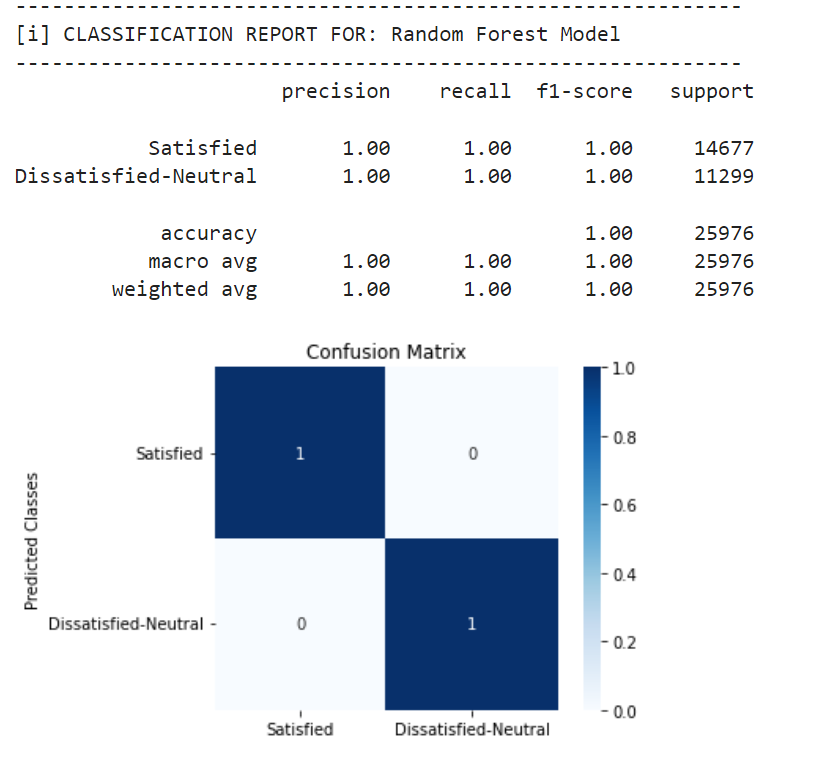 ------------------------------------------------------------
[i] CLASSIFICATION REPORT FOR: Random Forest Model
------------------------------------------------------------
precision recall f1-score support
Satisfied 1.00 1.00 1.00 14677
Dissatisfied-Neutral 1.00 1.00 1.00 11299
accuracy 1.00 25976
macro avg 1.00 1.00 1.00 25976
weighted avg 1.00 1.00 1.00 25976
Confusion Matrix
1.0
0.8
0.6
0.4
0.2
0.0
Predicted Classes
Satisfied 1 0
Dissatisfied-Neutral 0 1
Satisfied Dissatisfied-Neutral